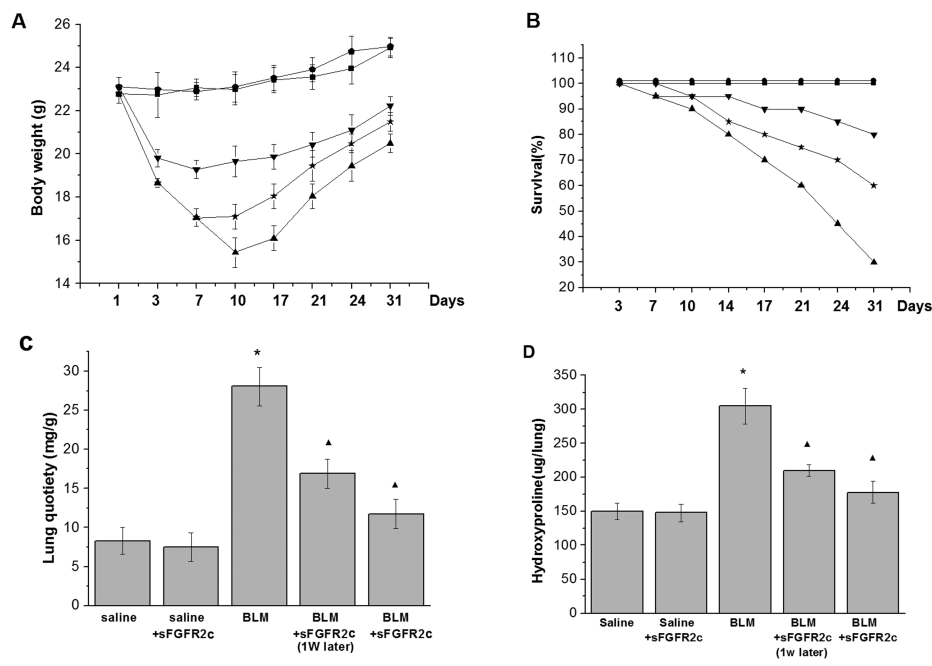 A
Body weight (g)
26
24
22
20
18
16
14
1 3 7 10 17 21 24 31 Days
B
Survival(%)
110
100
90
80
70
60
50
40
30
20
3 7 10 14 17 21 24 31 Days
C
Lung quotiety (mg/g)
30
25
20
15
10
5
0
*
▲
▲
saline saline BLM BLM BLM
+sFGFR2c +sFGFR2c +sFGFR2c
(1W later)
D
Hydroxyproline(ug/lung)
350
300
250
200
150
100
50
0
*
▲
▲
Saline Saline BLM BLM BLM
+sFGFR2c +sFGFR2c +sFGFR2c
(1w later)